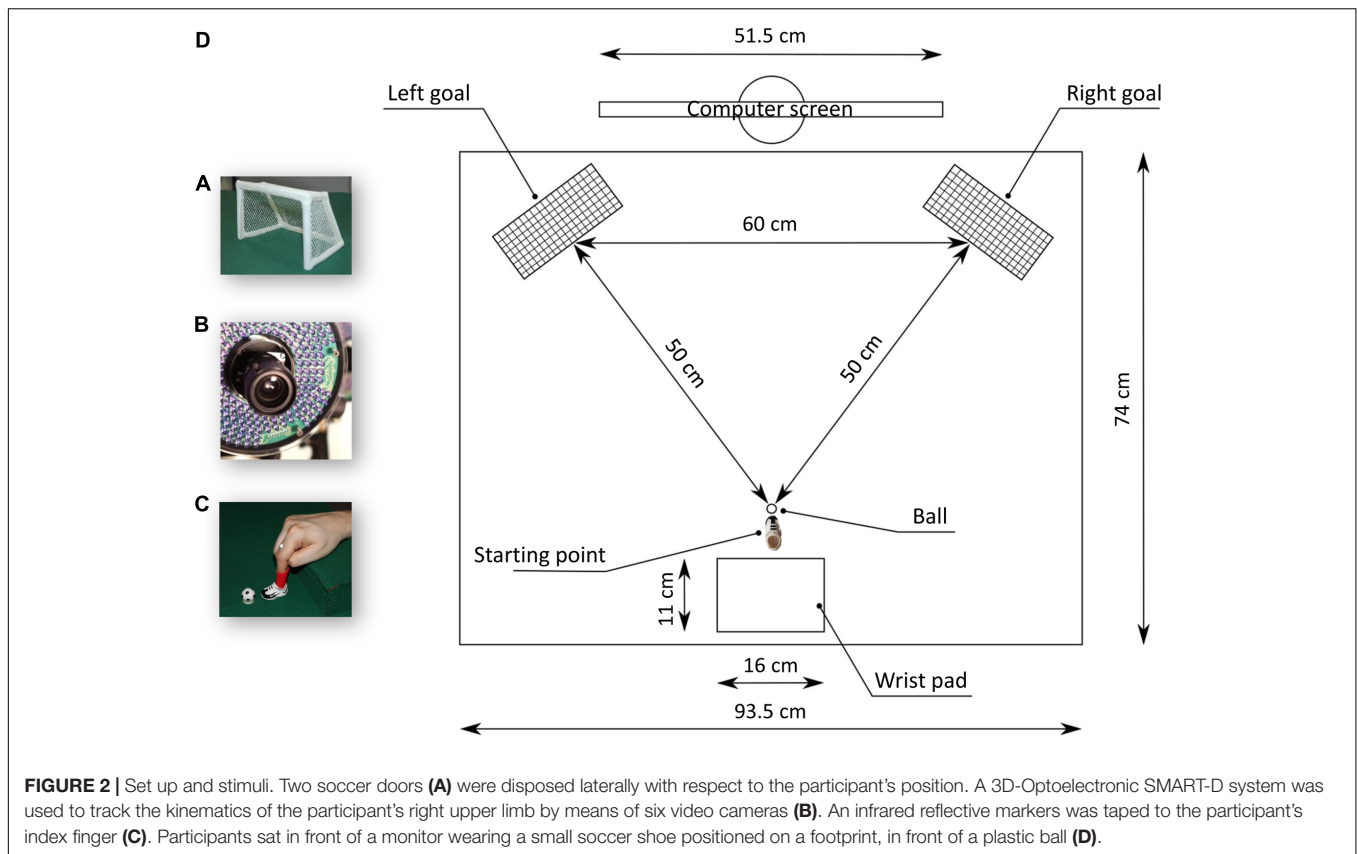 D
51.5 cm
Left goal
Computer screen
Right goal
A
60 cm
B
50 cm
50 cm
74 cm
C
Ball
Starting point
11 cm
16 cm
Wrist pad
93.5 cm
FIGURE 2 | Set up and stimuli. Two soccer doors (A) were disposed laterally with respect to the participant's position. A 3D-Optoelectronic SMART-D system was
used to track the kinematics of the participant's right upper limb by means of six video cameras (B). An infrared reflective markers was taped to the participant's
index finger (C). Participants sat in front of a monitor wearing a small soccer shoe positioned on a footprint, in front of a plastic ball (D).